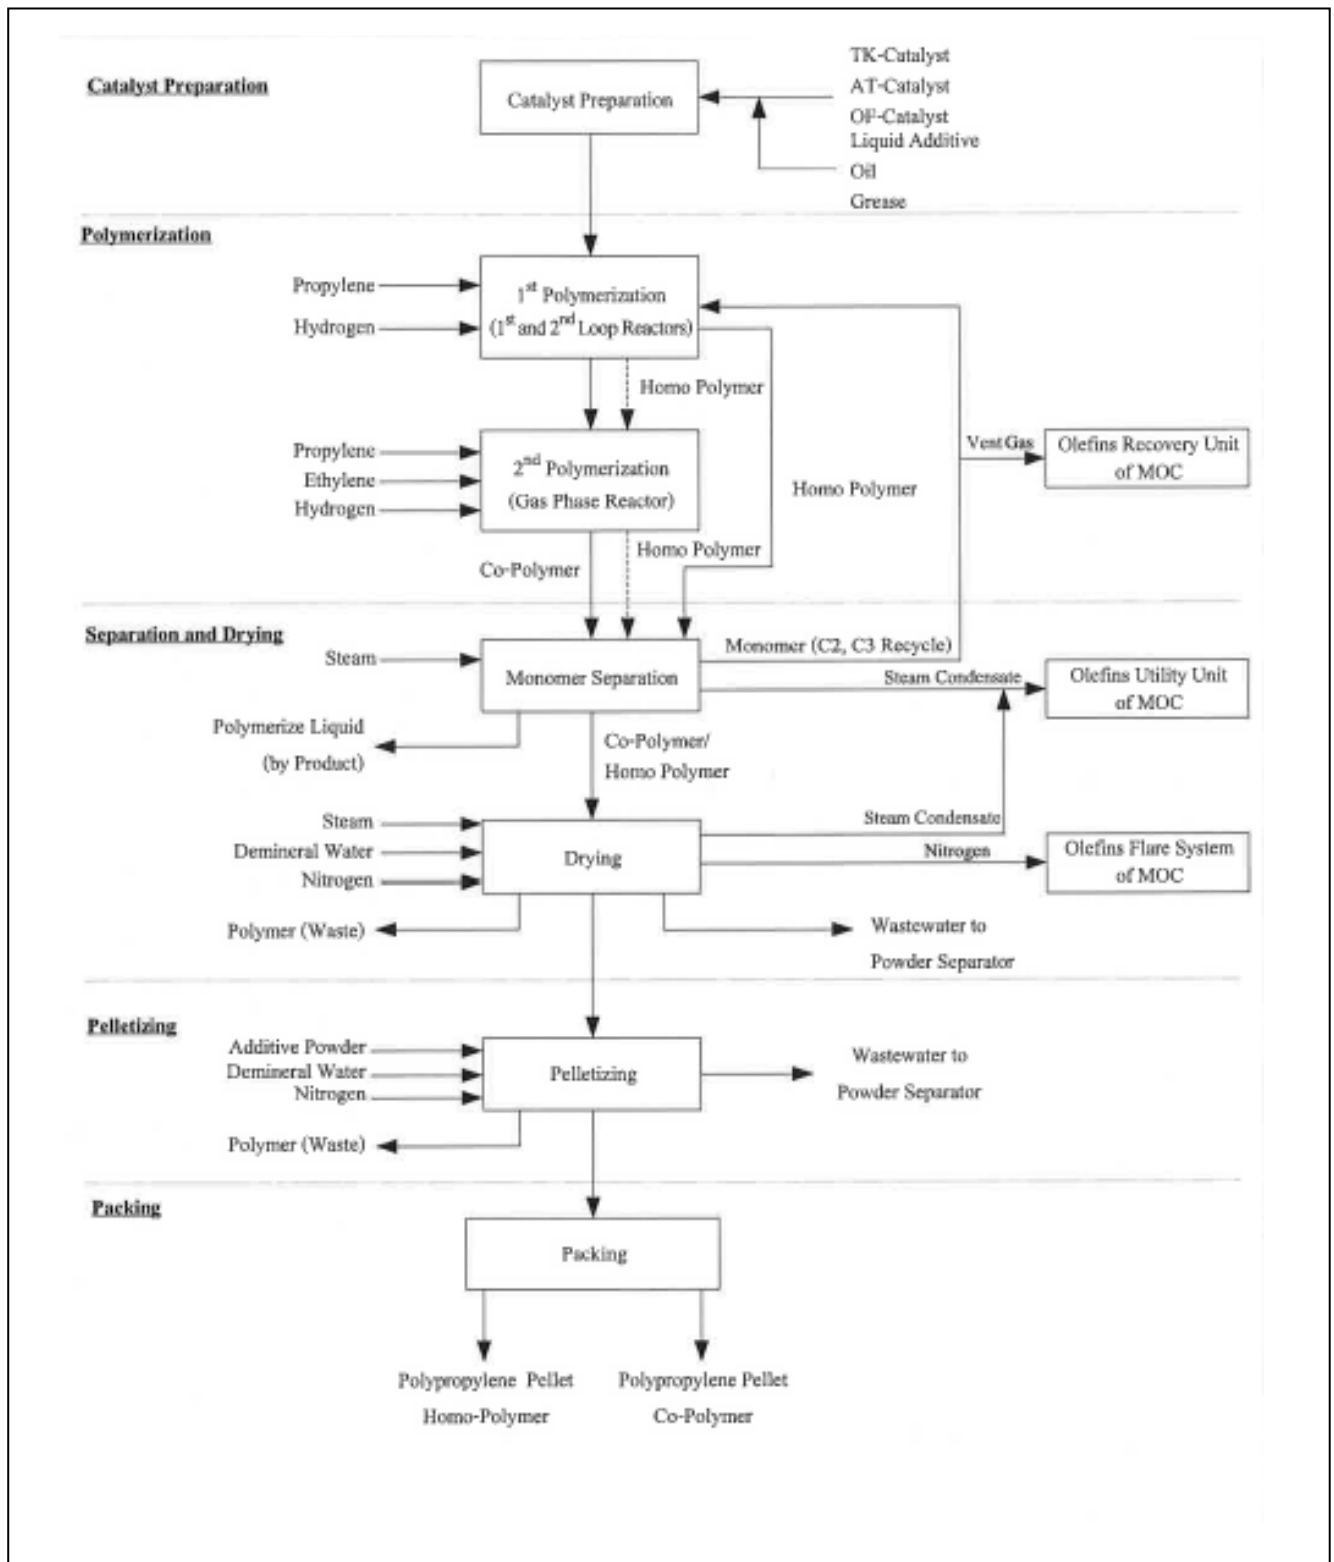 Catalyst Preparation
Catalyst Preparation
TK-Catalyst
AT-Catalyst
OF-Catalyst
Liquid Additive
Oil
Grease
Polymerization
Propylene
Hydrogen
1st Polymerization
(1st and 2nd Loop Reactors)
Homo Polymer
Propylene
Ethylene
Hydrogen
2nd Polymerization
(Gas Phase Reactor)
Homo Polymer
Vent Gas
Olefins Recovery Unit
of MOC
Co-Polymer
Homo Polymer
Separation and Drying
Steam
Monomer Separation
Monomer (C2, C3 Recycle)
Steam Condensate
Olefins Utility Unit
of MOC
Polymerize Liquid
(by Product)
Co-Polymer/
Homo Polymer
Steam
Demineral Water
Nitrogen
Drying
Steam Condensate
Nitrogen
Olefins Flare System
of MOC
Polymer (Waste)
Wastewater to
Powder Separator
Pelletizing
Additive Powder
Demineral Water
Nitrogen
Pelletizing
Wastewater to
Powder Separator
Polymer (Waste)
Packing
Packing
Polypropylene Pellet
Homo-Polymer
Polypropylene Pellet
Co-Polymer